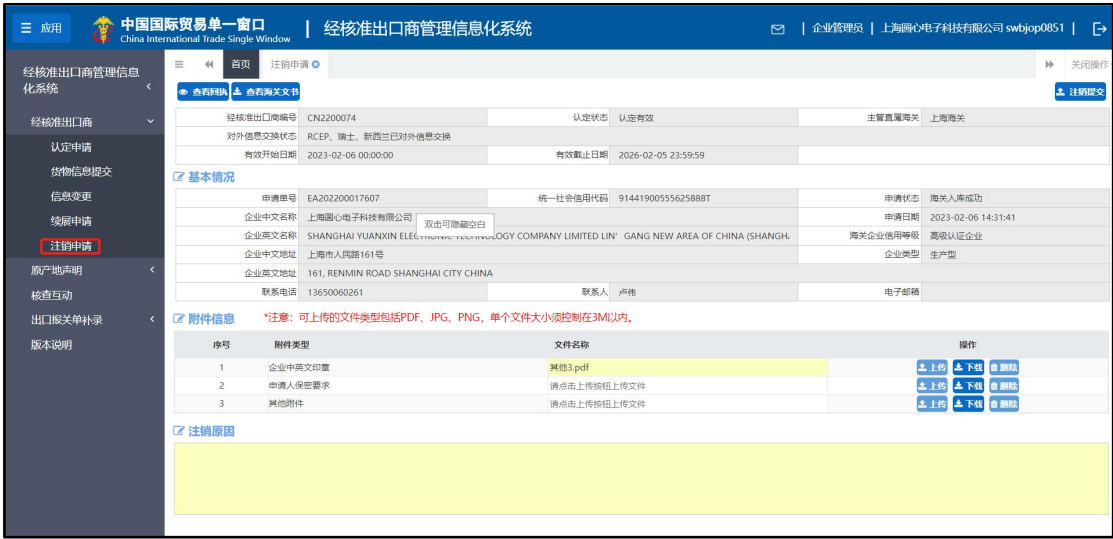 应用
中国国际贸易单一窗口
China International Trade Single Window
经核准出口商管理信息化系统
企业管理员 | 上海圆心电子科技有限公司 swbjop0851
经核准出口商管理信息化系统
经核准出口商
认定申请
货物信息提交
信息变更
续展申请
注销申请
原产地声明
核查互动
出口报关单补录
版本说明
首页 注销申请 关闭操作
查看回执 查看海关文书 注销提交
经核准出口商编号 CN2200074 认定状态 认定有效 主管直属海关 上海海关
对外信息交换状态 RCEP、瑞士、新西兰已对外信息交换
有效开始日期 2023-02-06 00:00:00 有效截止日期 2026-02-05 23:59:59
基本情况
申请单号 EA202200017607 统一社会信用代码 91441900555625888T 申请状态 海关入库成功
企业中文名称 上海圆心电子科技有限公司 申请日期 2023-02-06 14:31:41
双击可隐藏空白
企业英文名称 SHANGHAI YUANXIN ELECTRONIC TECHNOLOGY COMPANY LIMITED LIN' GANG NEW AREA OF CHINA (SHANGH 海关企业信用等级 高级认证企业
企业中文地址 上海市人民路161号 企业类型 生产型
企业英文地址 161, RENMIN ROAD SHANGHAI CITY CHINA
联系电话 13650060261 联系人 卢伟 电子邮箱
附件信息 *注意：可上传的文件类型包括PDF、JPG、PNG，单个文件大小须控制在3M以内。
序号 附件类型 文件名称 操作
1 企业中英文印章 其他3.pdf 上传 下载 删除
2 申请人保密要求 请点击上传按钮上传文件 上传 下载 删除
3 其他附件 请点击上传按钮上传文件 上传 下载 删除
注销原因